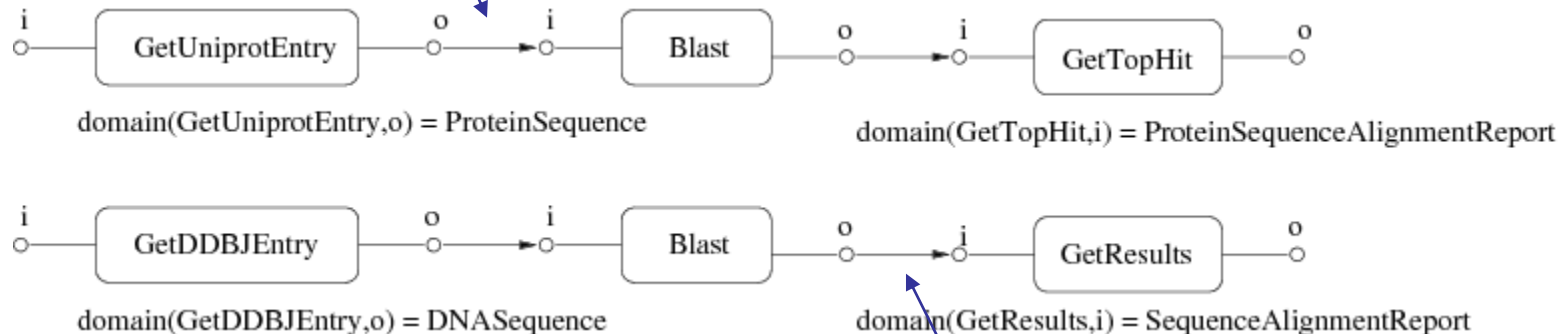 i o i o i o
GetUniprotEntry Blast GetTopHit
domain(GetUniprotEntry,o) = ProteinSequence domain(GetTopHit,i) = ProteinSequenceAlignmentReport
i o i o i o
GetDDBJEntry Blast GetResults
domain(GetDDBJEntry,o) = DNASequence domain(GetResults,i) = SequenceAlignmentReport